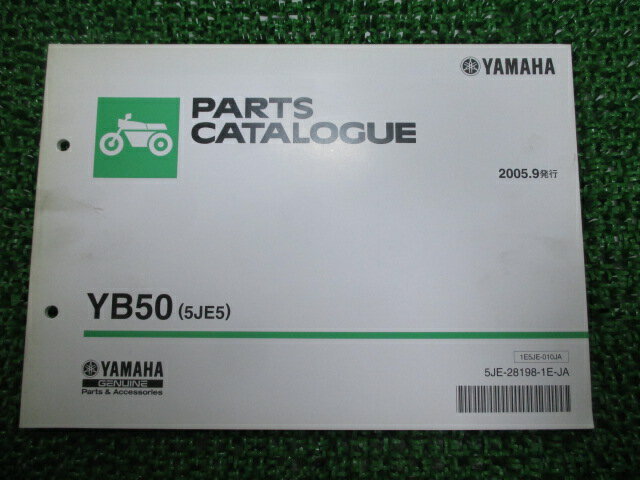 YAMAHA
PARTS
CATALOGUE
2005.9発行
YB50 (5JE5)
1E5JE-010JA
YAMAHA
GENUINE
Parts & Accessories
5JE-28198-1E-JA